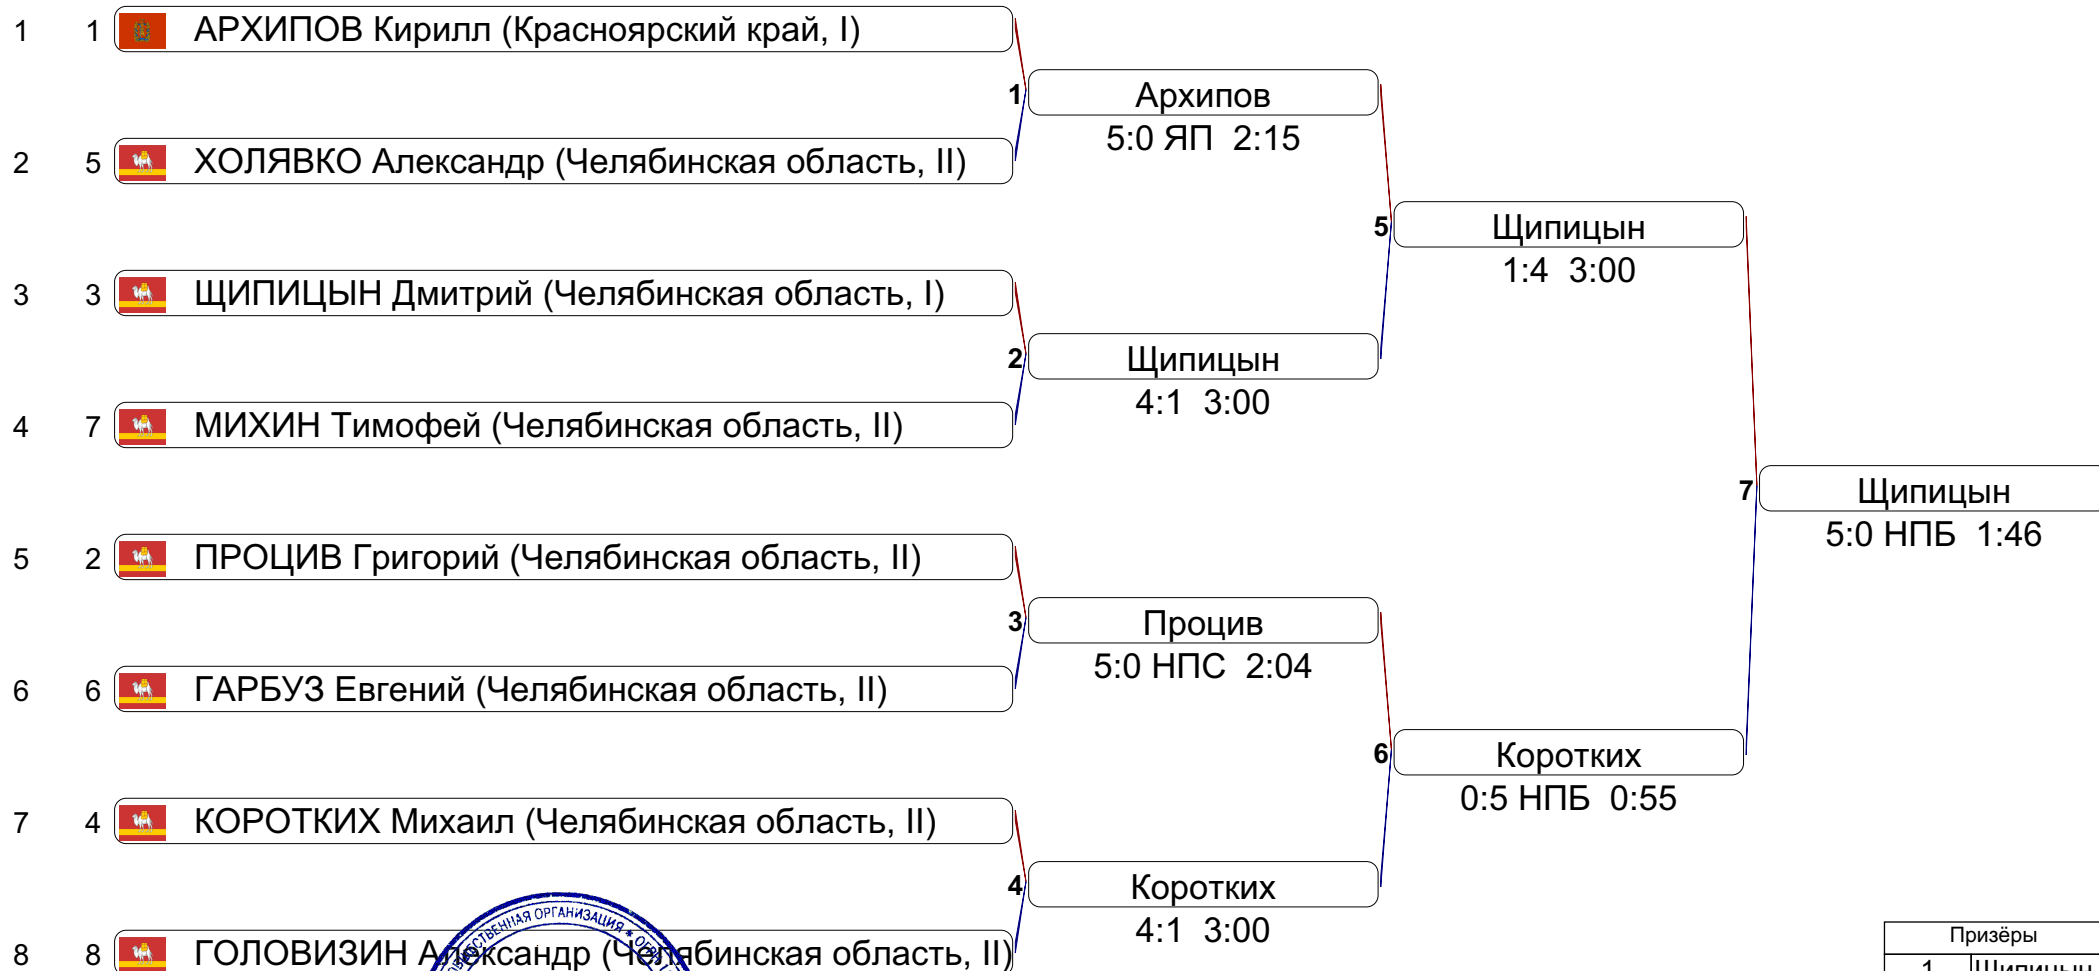 1 1 АРХИПОВ Кирилл (Красноярский край, I)
1 Архипов
5:0 ЯП 2:15
2 5 ХОЛЯВКО Александр (Челябинская область, II)
5 Щипицын
1:4 3:00
3 3 ЩИПИЦЫН Дмитрий (Челябинская область, I)
2 Щипицын
4:1 3:00
4 7 МИХИН Тимофей (Челябинская область, II)
7 Щипицын
5:0 НПБ 1:46
5 2 ПРОЦИВ Григорий (Челябинская область, II)
3 Процив
5:0 НПС 2:04
6 6 ГАРБУЗ Евгений (Челябинская область, II)
6 Коротких
0:5 НПБ 0:55
7 4 КОРОТКИХ Михаил (Челябинская область, II)
4 Коротких
4:1 3:00
8 8 ГОЛОВИЗИН Александр (Челябинская область, II)
ОРГАНИЗАЦИЯ
Призёры
1 Щипицын